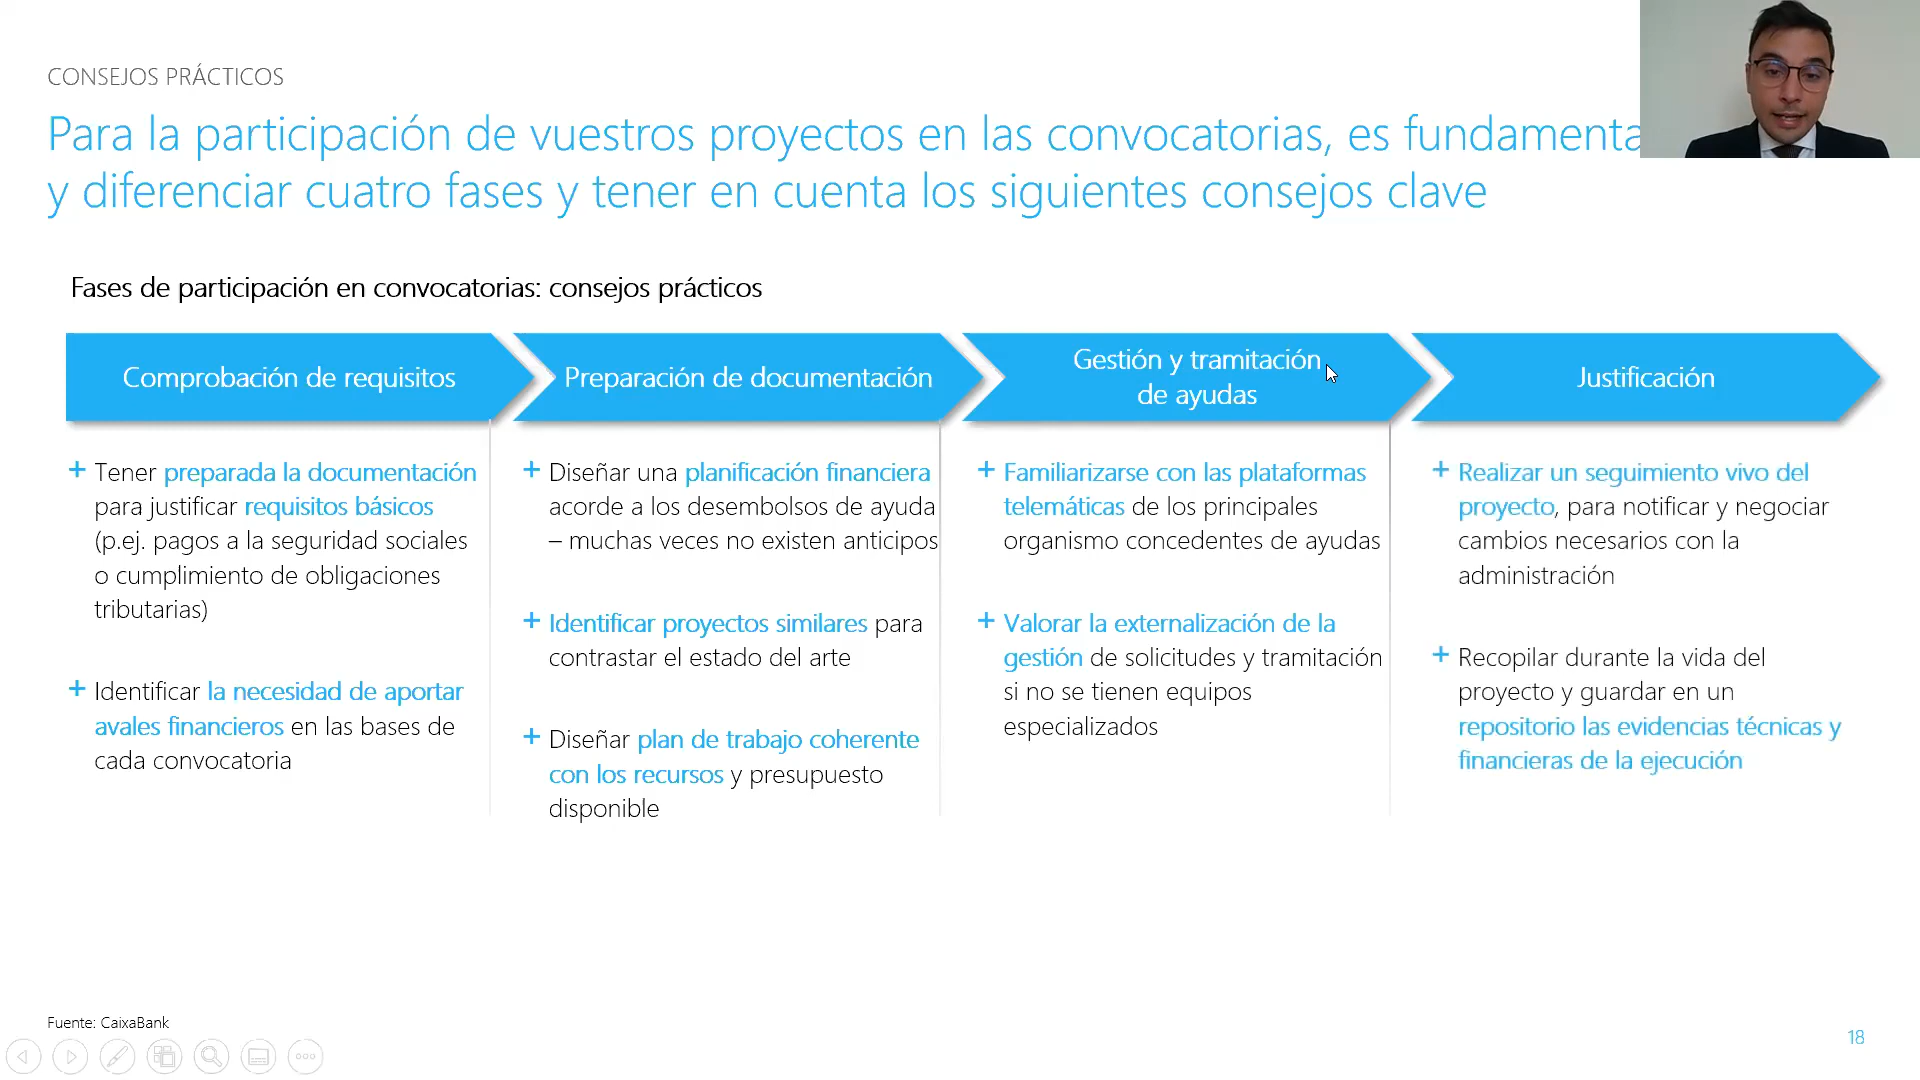 CONSEJOS PRÁCTICOS
Para la participación de vuestros proyectos en las convocatorias, es
y diferenciar cuatro fases y tener en cuenta los siguientes consejos clave
Fases de participación en convocatorias: consejos prácticos
Comprobación de requisitos
Preparación de documentación
Gestión y tramitación
de ayudas
Justificación
+ Tener preparada la documentación
para justificar requisitos básicos
(p.ej. pagos a la seguridad sociales
o cumplimiento de obligaciones
tributarias)
+ Identificar la necesidad de aportar
avales financieros en las bases de
cada convocatoria
+ Diseñar una planificación financiera
acorde a los desembolsos de ayuda
– muchas veces no existen anticipos
+ Identificar proyectos similares para
contrastar el estado del arte
+ Diseñar plan de trabajo coherente
con los recursos y presupuesto
disponible
+ Familiarizarse con las plataformas
telemáticas de los principales
organismo concedentes de ayudas
+ Valorar la externalización de la
gestión de solicitudes y tramitación
si no se tienen equipos
especializados
+ Realizar un seguimiento vivo del
proyecto, para notificar y negociar
cambios necesarios con la
administración
+ Recopilar durante la vida del
proyecto y guardar en un
repositorio las evidencias técnicas y
financieras de la ejecución
Fuente: CaixaBank
18